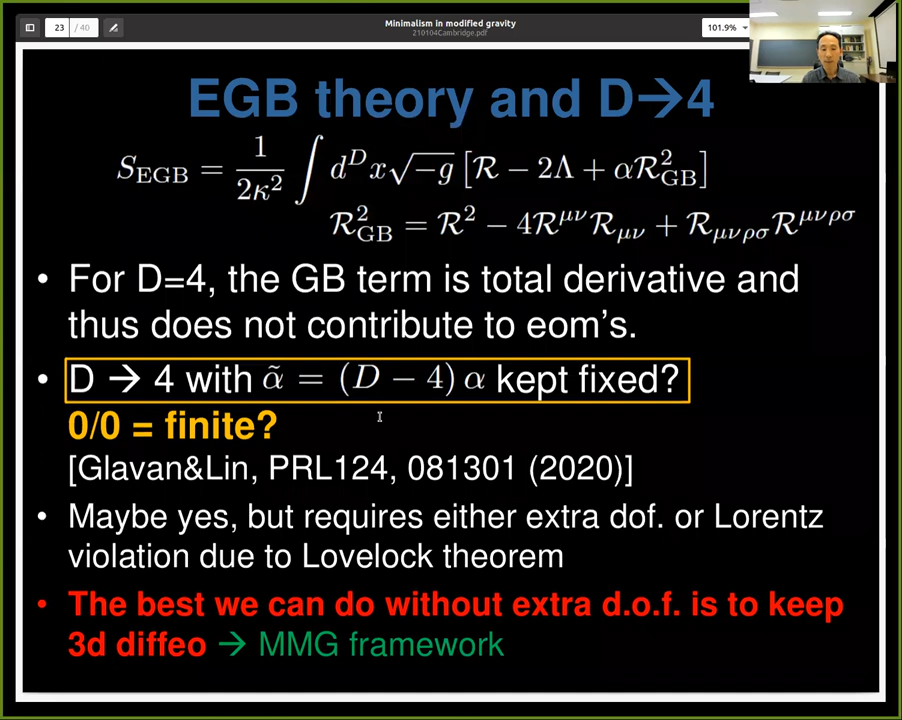 23 / 40
Minimalism in modified gravity
210104Cambridge.pdf
101.9%
EGB theory and D→4
S_EGB = 1/(2κ²) ∫ d^D x √−g [ℛ − 2Λ + αℛ²_GB]
ℛ²_GB = ℛ² − 4ℛ^{μν}ℛ_{μν} + ℛ_{μνρσ}ℛ^{μνρσ}
• For D=4, the GB term is total derivative and
thus does not contribute to eom’s.
• D → 4 with α̃ = (D − 4) α kept fixed?
0/0 = finite?
[Glavan&Lin, PRL124, 081301 (2020)]
• Maybe yes, but requires either extra dof. or Lorentz
violation due to Lovelock theorem
• The best we can do without extra d.o.f. is to keep
3d diffeo → MMG framework